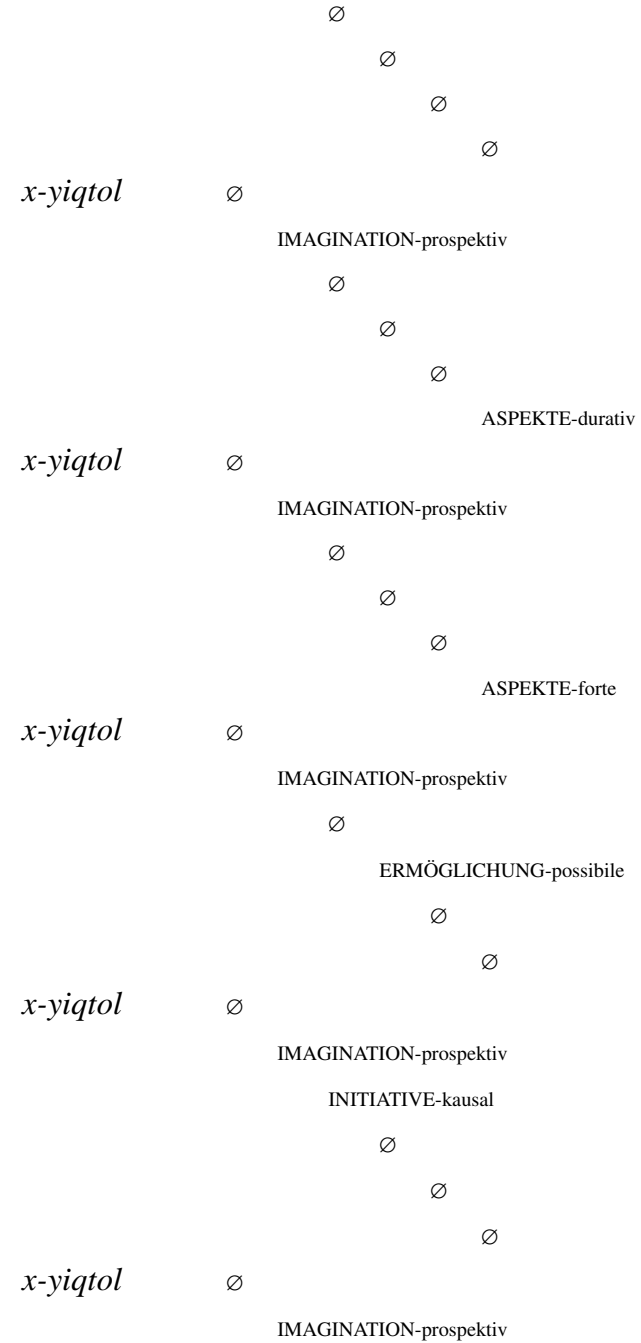 ∅
∅
∅
∅
x-yiqtol ∅
IMAGINATION-prospektiv
∅
∅
∅
ASPEKTE-durativ
x-yiqtol ∅
IMAGINATION-prospektiv
∅
∅
∅
ASPEKTE-forte
x-yiqtol ∅
IMAGINATION-prospektiv
∅
ERMÖGLICHUNG-possibile
∅
∅
x-yiqtol ∅
IMAGINATION-prospektiv
INITIATIVE-kausal
∅
∅
∅
x-yiqtol ∅
IMAGINATION-prospektiv